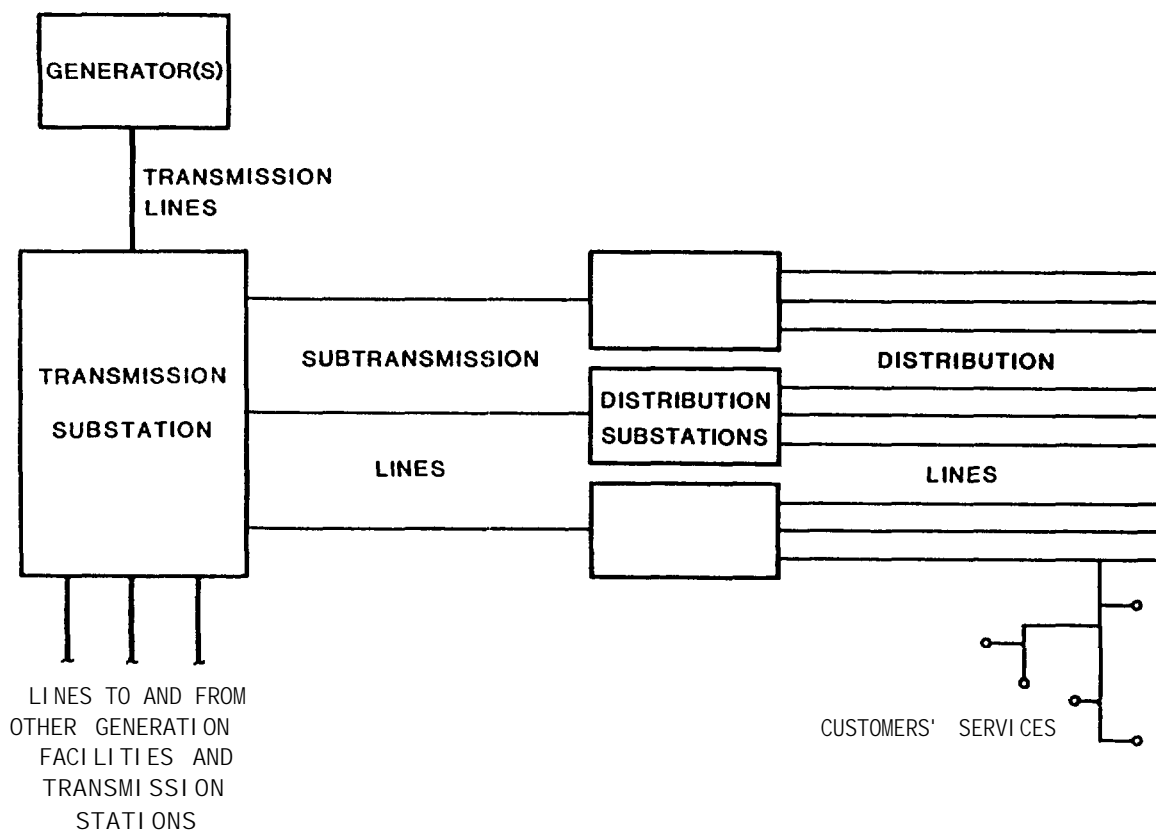 GENERATOR(S)
TRANSMISSION
LINES
TRANSMISSION
SUBSTATION
SUBTRANSMISSION
LINES
DISTRIBUTION
SUBSTATIONS
DISTRIBUTION
LINES
LINES TO AND FROM
OTHER GENERATION
FACILITIES AND
TRANSMISSION
STATIONS
CUSTOMERS' SERVICES